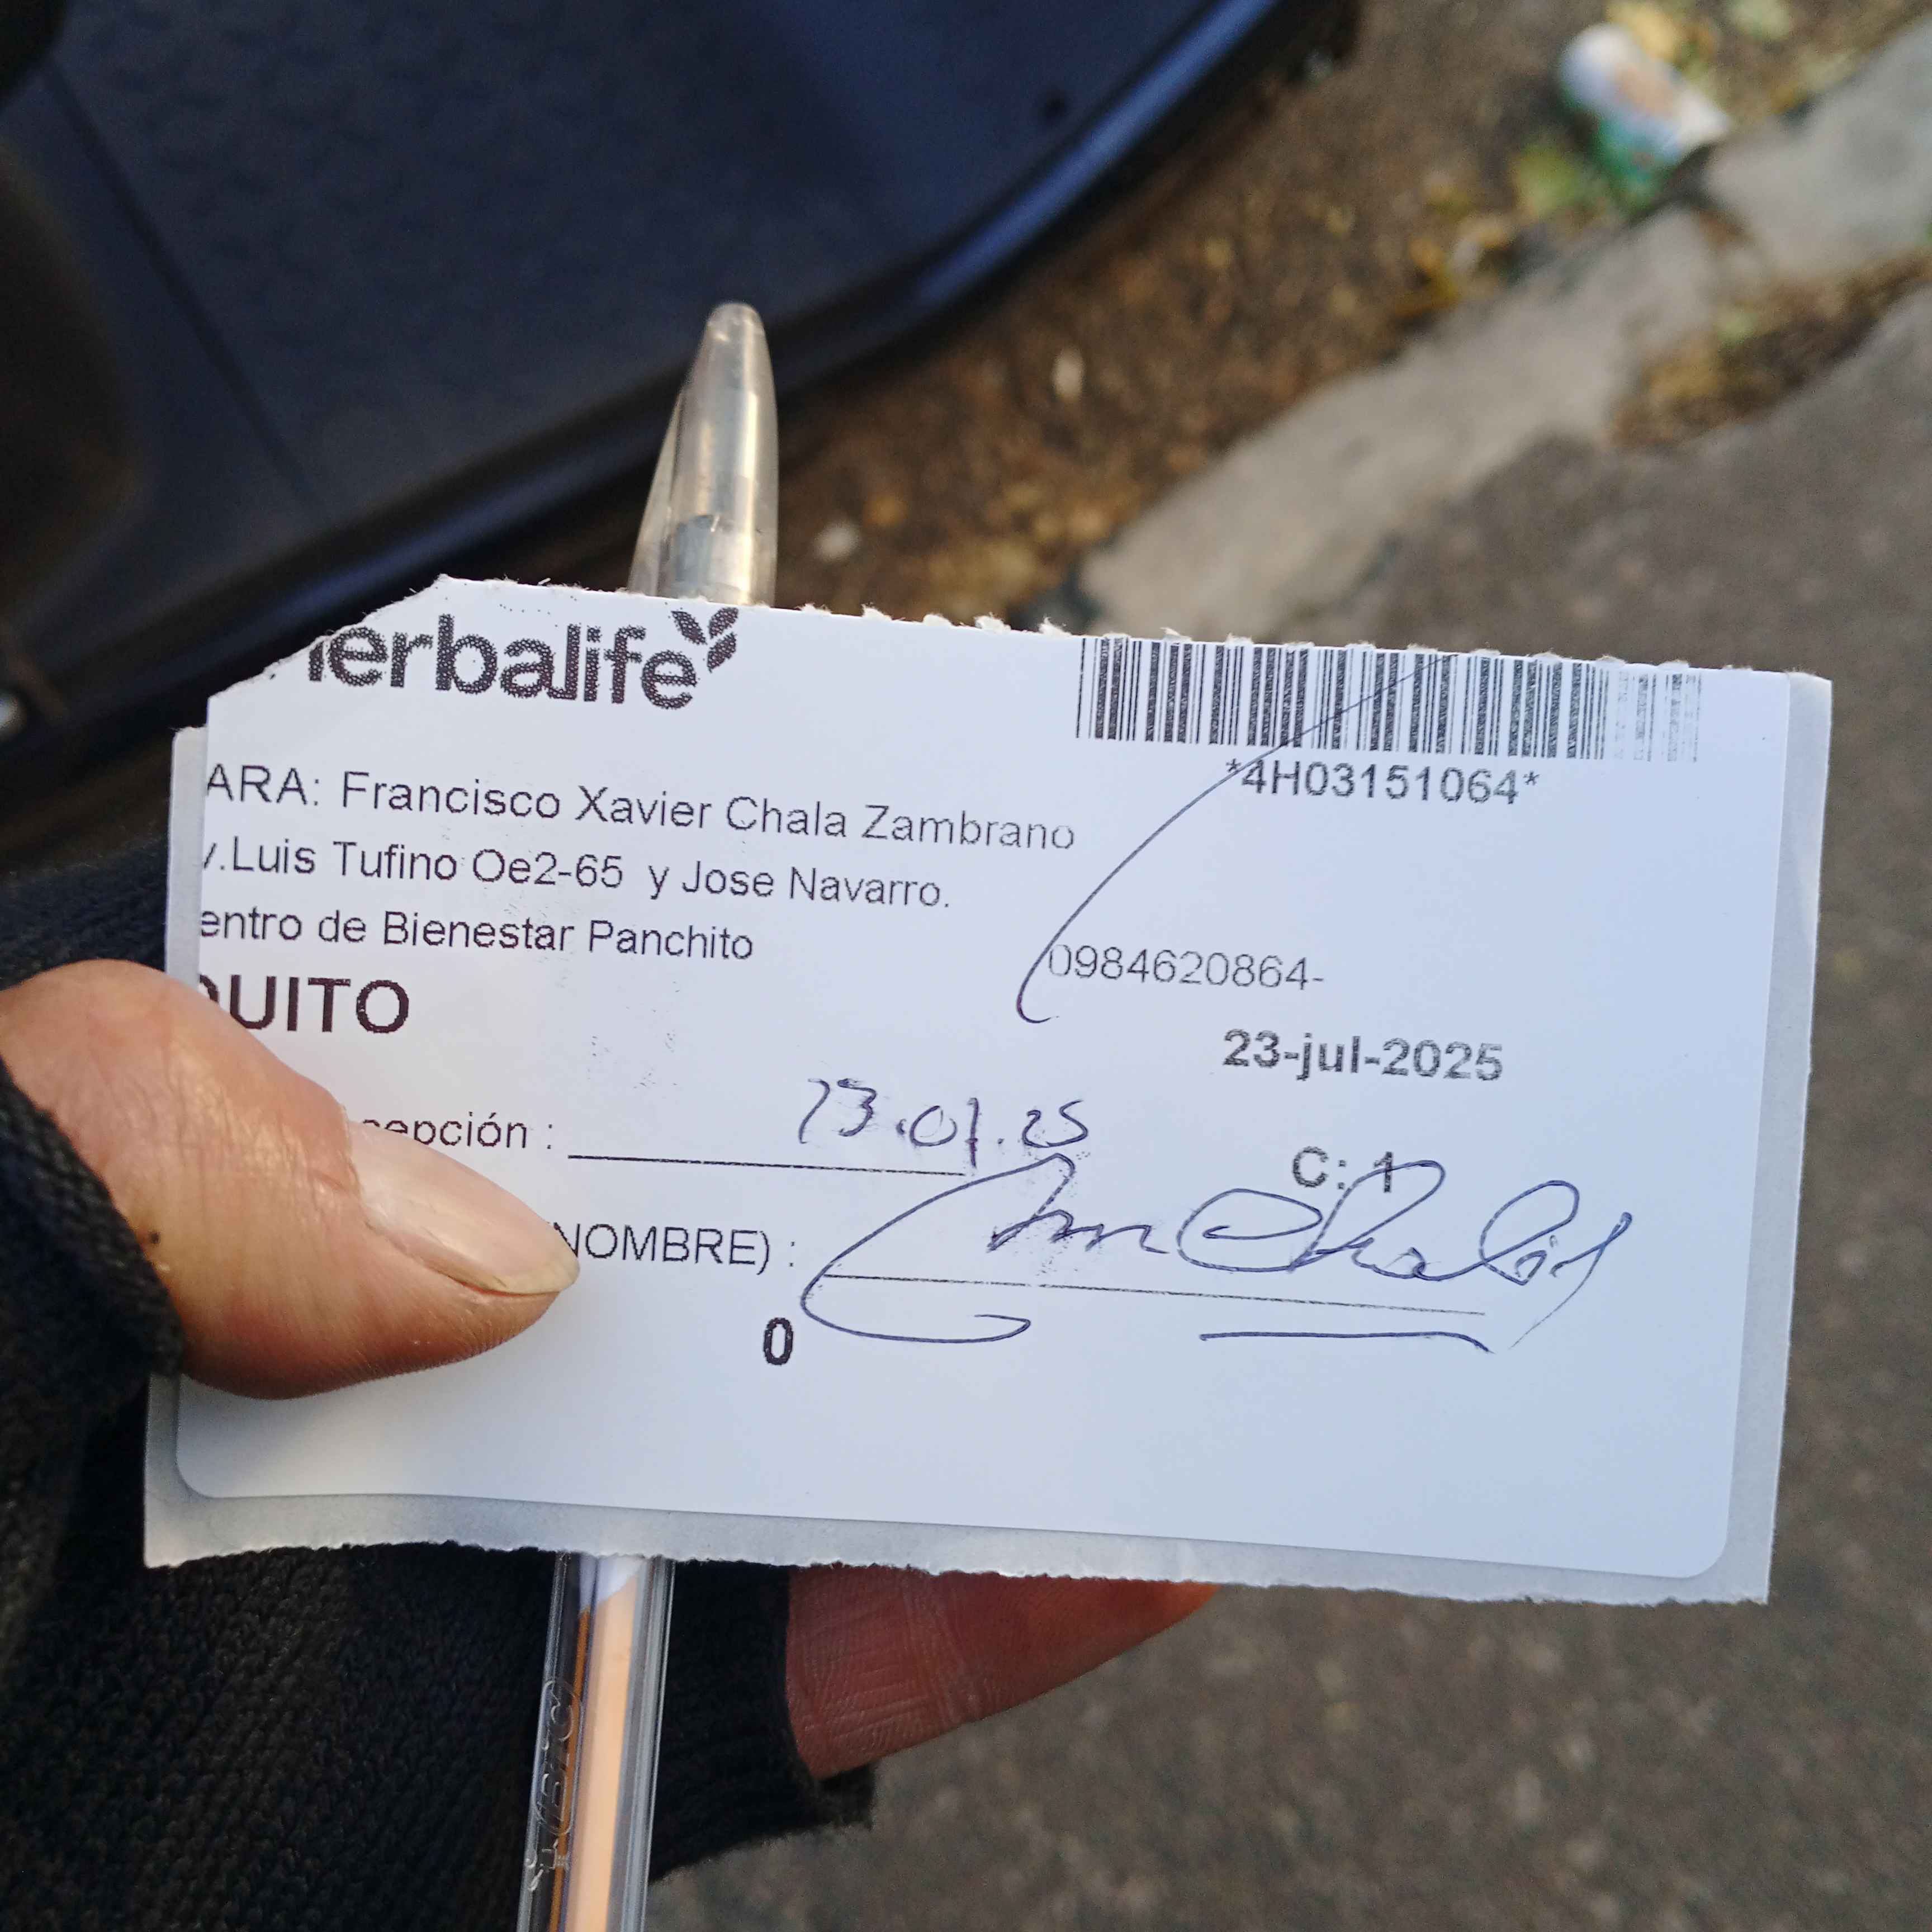 erbalife
*4H03151064*
ARA: Francisco Xavier Chala Zambrano
v.Luis Tufino Oe2-65 y Jose Navarro.
entro de Bienestar Panchito
0984620864-
QUITO
23-jul-2025
cepción : 23.07.25
C: 1
(NOMBRE) :
0